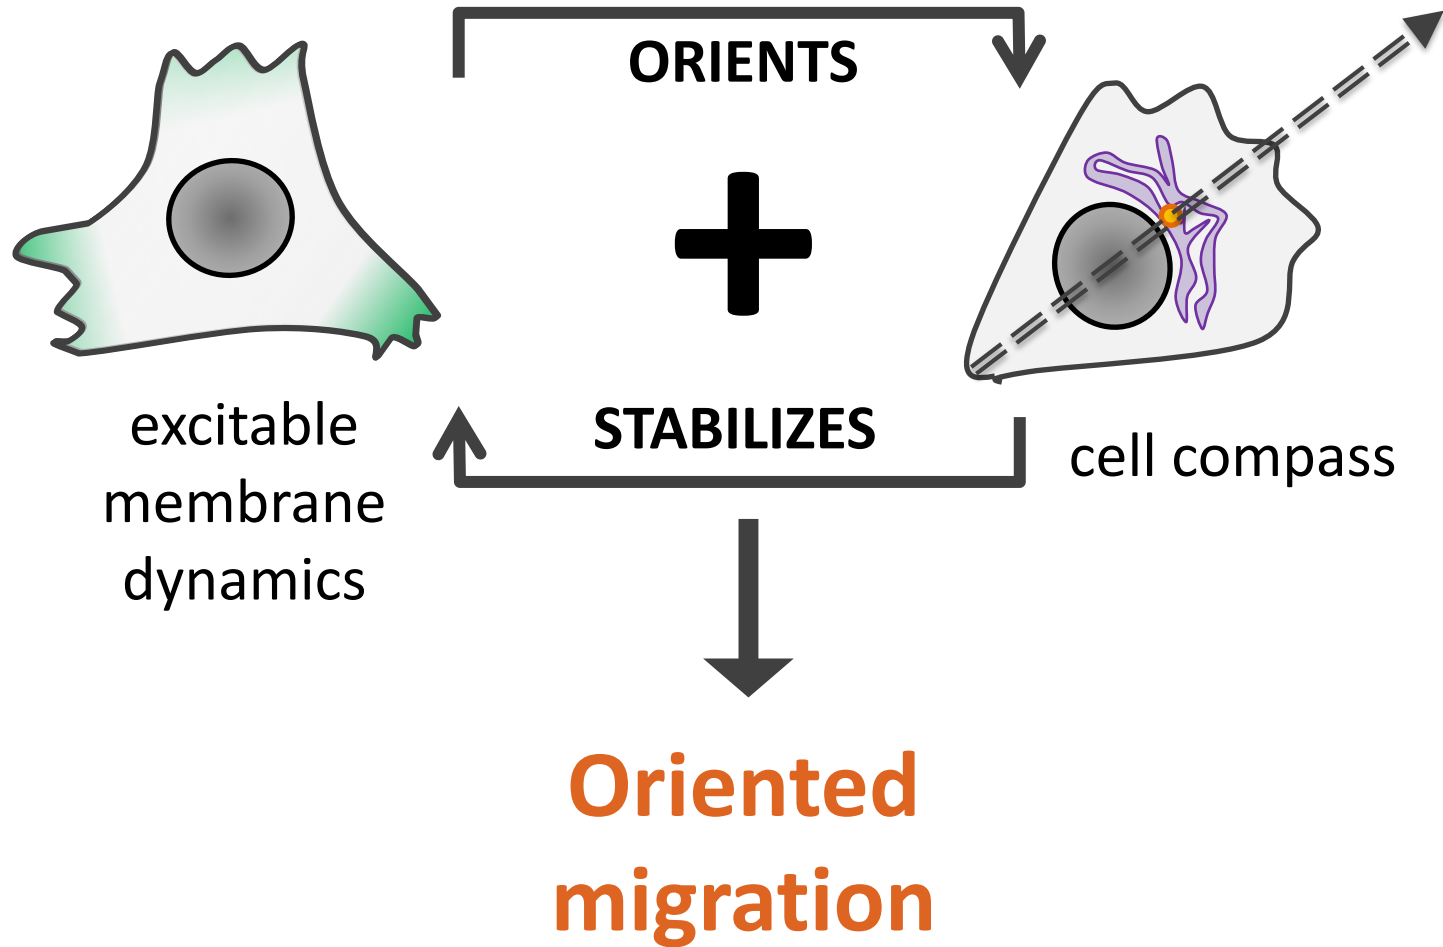 ORIENTS
excitable
membrane
dynamics
STABILIZES
cell compass
Oriented
migration